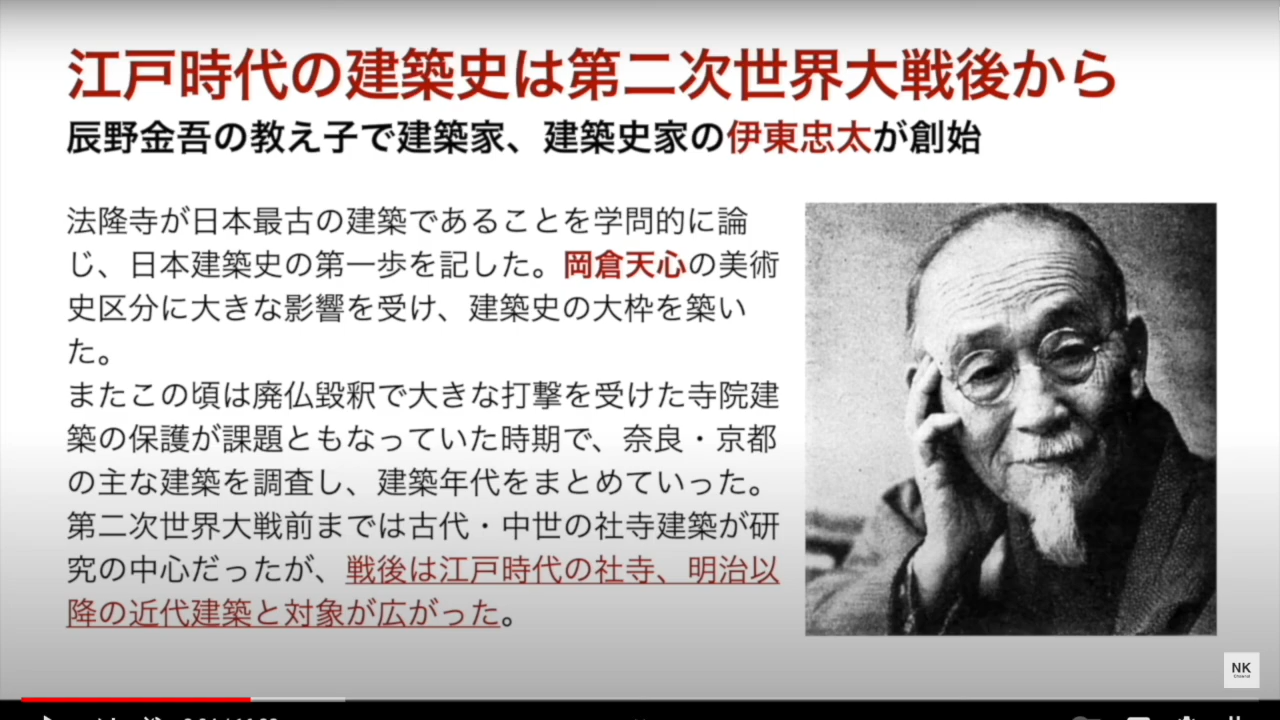 江戸時代の建築史は第二次世界大戦後から
辰野金吾の教え子で建築家、建築史家の伊東忠太が創始
法隆寺が日本最古の建築であることを学問的に論
じ、日本建築史の第一歩を記した。岡倉天心の美術
史区分に大きな影響を受け、建築史の大枠を築い
た。
またこの頃は廃仏毀釈で大きな打撃を受けた寺院建
築の保護が課題ともなっていた時期で、奈良・京都
の主な建築を調査し、建築年代をまとめていった。
第二次世界大戦前までは古代・中世の社寺建築が研
究の中心だったが、戦後は江戸時代の社寺、明治以
降の近代建築と対象が広がった。
NK